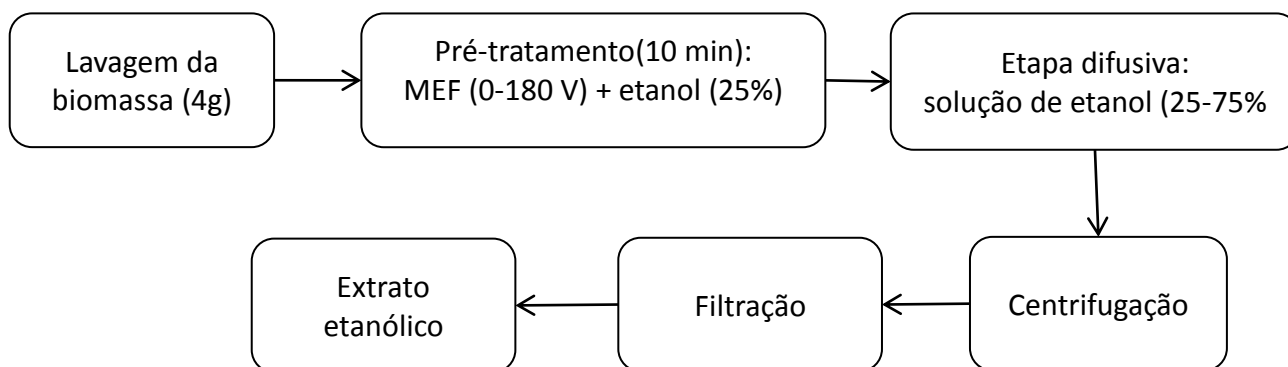 Lavagem da
biomassa (4g)
Pré-tratamento(10 min):
MEF (0-180 V) + etanol (25%)
Etapa difusiva:
solução de etanol (25-75%
Centrifugação
Filtração
Extrato
etanólico